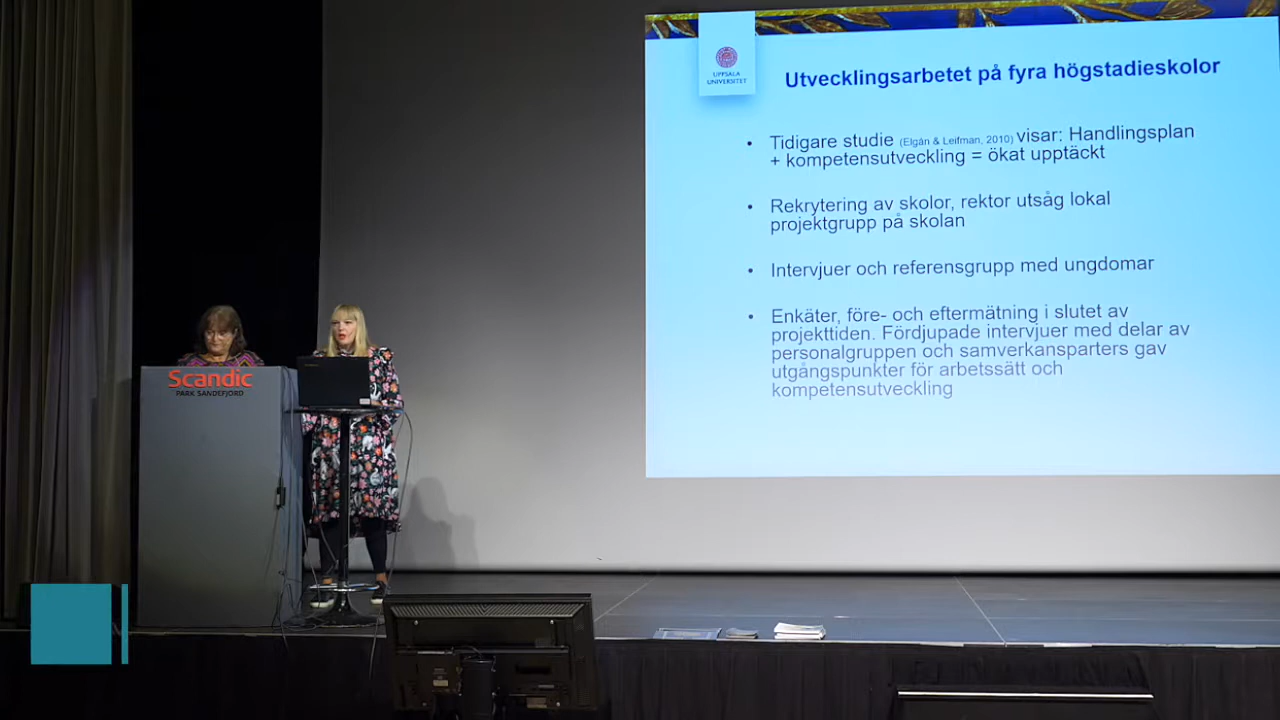 UPPSALA
UNIVERSITET
Utvecklingsarbetet på fyra högstadieskolor
• Tidigare studie (Elgán & Leifman, 2010) visar: Handlingsplan
+ kompetensutveckling = ökat upptäckt
• Rekrytering av skolor, rektor utsåg lokal
projektgrupp på skolan
• Intervjuer och referensgrupp med ungdomar
• Enkäter, före- och eftermätning i slutet av
projekttiden. Fördjupade intervjuer med delar av
personalgruppen och samverkansparters gav
utgångspunkter för arbetssätt och
kompetensutveckling
Scandic
PARK SANDEFJORD